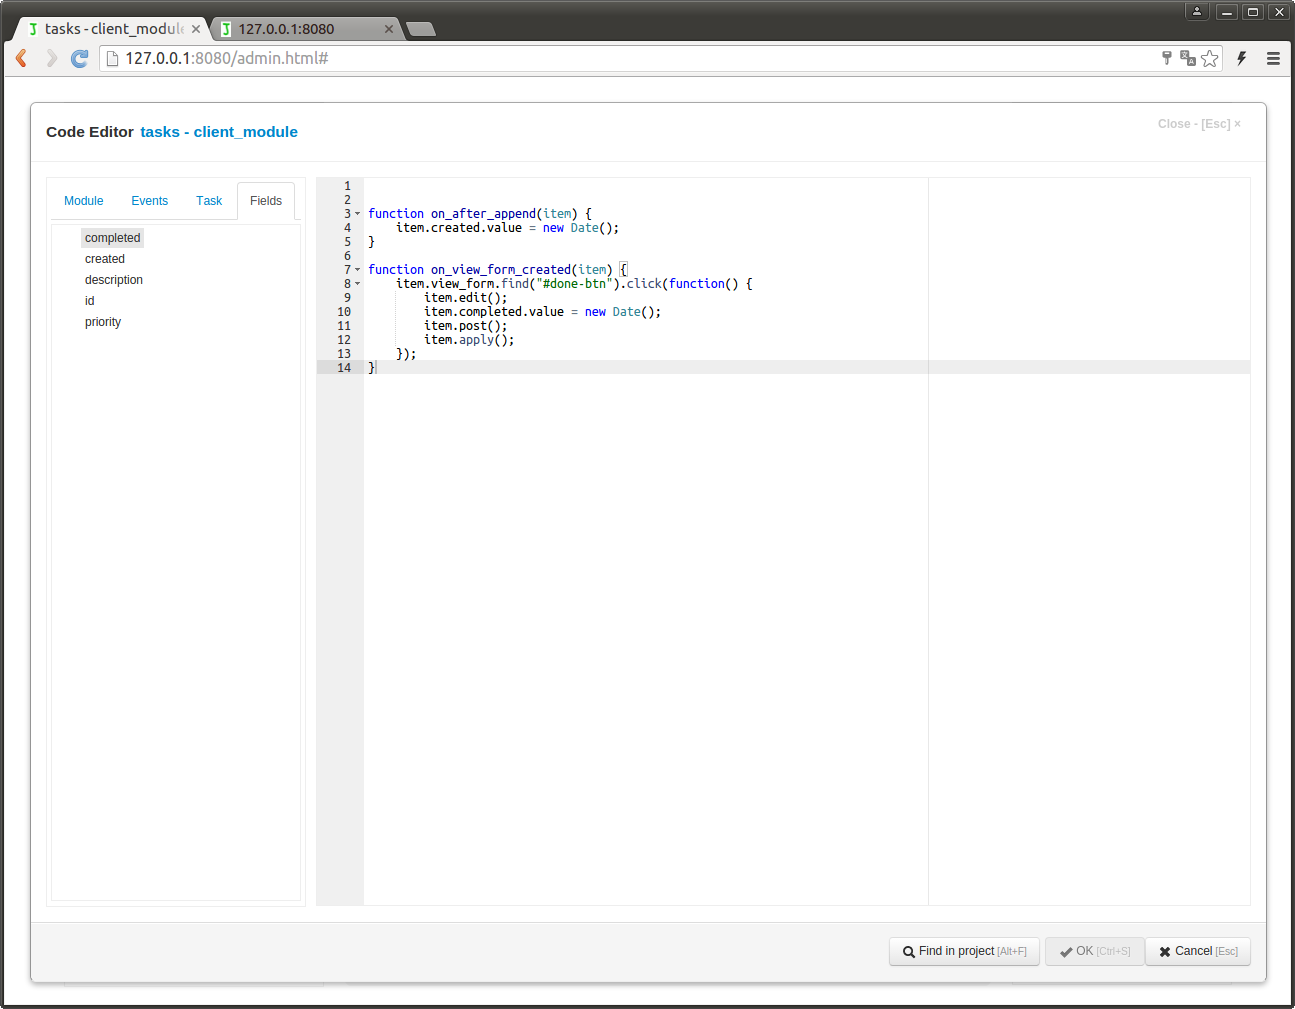 tasks - client_module
127.0.0.1:8080
127.0.0.1:8080/admin.html#
Code Editor tasks - client_module
Close - [Esc] ×
Module Events Task Fields
completed
created
description
id
priority
1
2
3 function on_after_append(item) {
4 item.created.value = new Date();
5 }
6
7 function on_view_form_created(item) {
8 item.view_form.find("#done-btn").click(function() {
9 item.edit();
10 item.completed.value = new Date();
11 item.post();
12 item.apply();
13 });
14 }
Find in project [Alt+F]
OK [Ctrl+S]
Cancel [Esc]